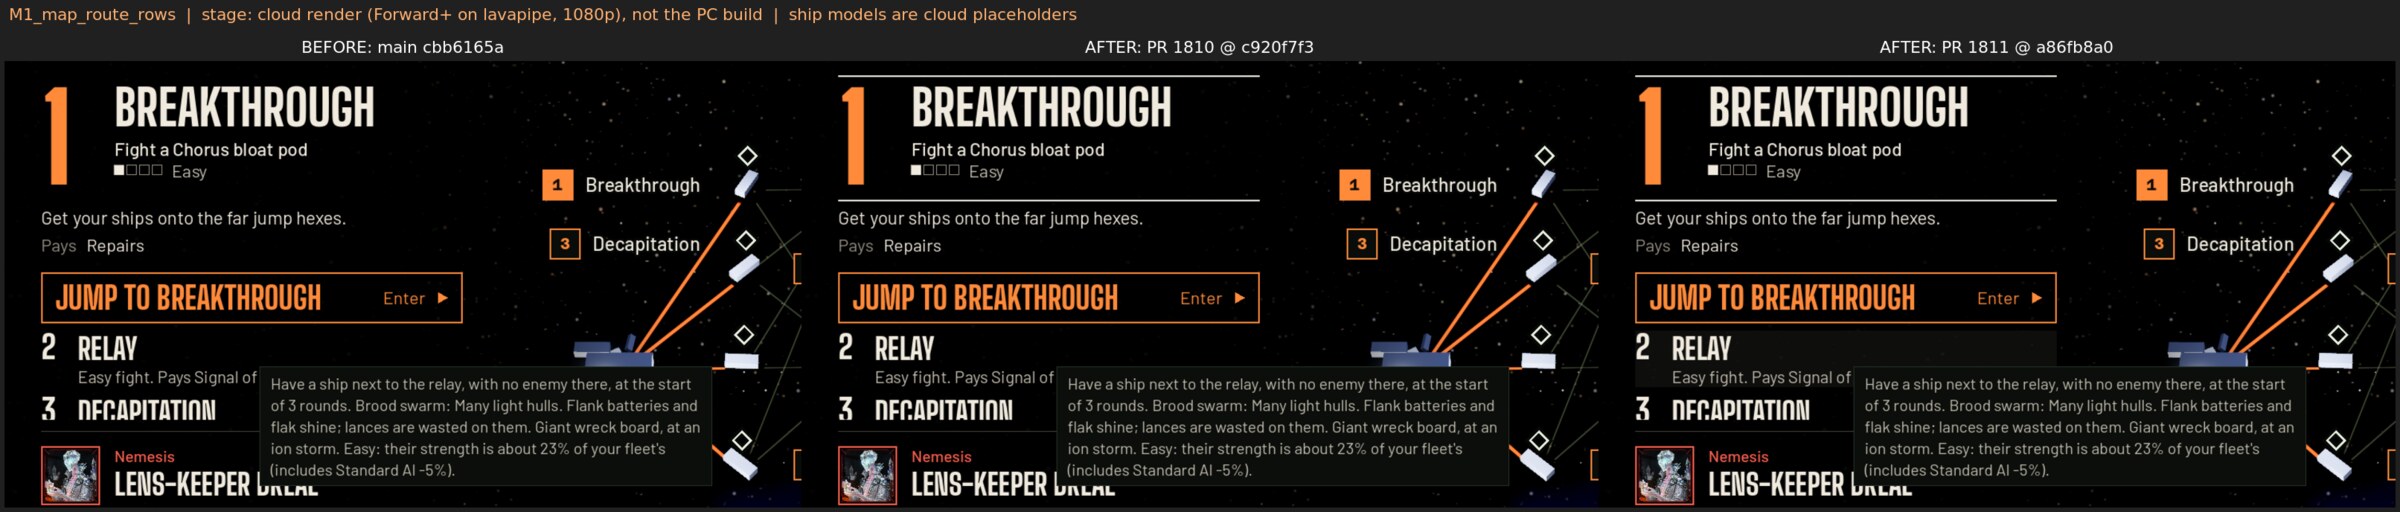 M1_map_route_rows | stage: cloud render (Forward+ on lavapipe, 1080p), not the PC build | ship models are cloud placeholders
BEFORE: main cbb6165a
1
BREAKTHROUGH
Fight a Chorus bloat pod
Easy
1 Breakthrough
Get your ships onto the far jump hexes.
Pays Repairs
3 Decapitation
JUMP TO BREAKTHROUGH Enter
2 RELAY
Easy fight. Pays Signal of
3 DECAPITATION
Have a ship next to the relay, with no enemy there, at the start
of 3 rounds. Brood swarm: Many light hulls. Flank batteries and
flak shine; lances are wasted on them. Giant wreck board, at an
ion storm. Easy: their strength is about 23% of your fleet's
(includes Standard AI -5%).
Nemesis
LENS-KEEPER
AFTER: PR 1810 @ c920f7f3
1
BREAKTHROUGH
Fight a Chorus bloat pod
Easy
1 Breakthrough
Get your ships onto the far jump hexes.
Pays Repairs
3 Decapitation
JUMP TO BREAKTHROUGH Enter
2 RELAY
Easy fight. Pays Signal of
3 DECAPITATION
Have a ship next to the relay, with no enemy there, at the start
of 3 rounds. Brood swarm: Many light hulls. Flank batteries and
flak shine; lances are wasted on them. Giant wreck board, at an
ion storm. Easy: their strength is about 23% of your fleet's
(includes Standard AI -5%).
Nemesis
LENS-KEEPER
AFTER: PR 1811 @ a86fb8a0
1
BREAKTHROUGH
Fight a Chorus bloat pod
Easy
1 Breakthrough
Get your ships onto the far jump hexes.
Pays Repairs
3 Decapitation
JUMP TO BREAKTHROUGH Enter
2 RELAY
Easy fight. Pays Signal of
3 DECAPITATION
Have a ship next to the relay, with no enemy there, at the start
of 3 rounds. Brood swarm: Many light hulls. Flank batteries and
flak shine; lances are wasted on them. Giant wreck board, at an
ion storm. Easy: their strength is about 23% of your fleet's
(includes Standard AI -5%).
Nemesis
LENS-KEEPER